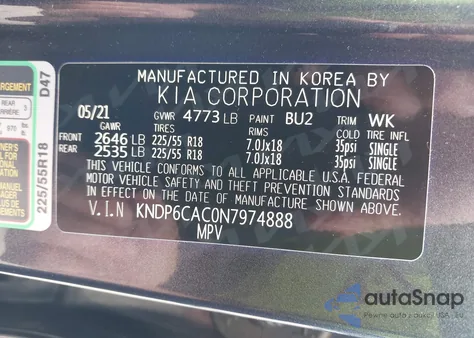 MANUFACTURED IN KOREA BY
KIA CORPORATION
05/21 GVWR 4773 LB PAINT BU2 TRIM WK
GAWR TIRES RIMS COLD TIRE INFL
FRONT 2646 LB 225/55 R18 7.0Jx18 35psi SINGLE
REAR 2535 LB 225/55 R18 7.0Jx18 35psi SINGLE
THIS VEHICLE CONFORMS TO ALL APPLICABLE U.S.A. FEDERAL
MOTOR VEHICLE SAFETY, BUMPER, AND THEFT PREVENTION STANDARDS
IN EFFECT ON THE DATE OF MANUFACTURE SHOWN ABOVE.
V.I.N KNDP6CAC0N7974888
MPV
D47
225/55R18
REAR
3
autoSnap